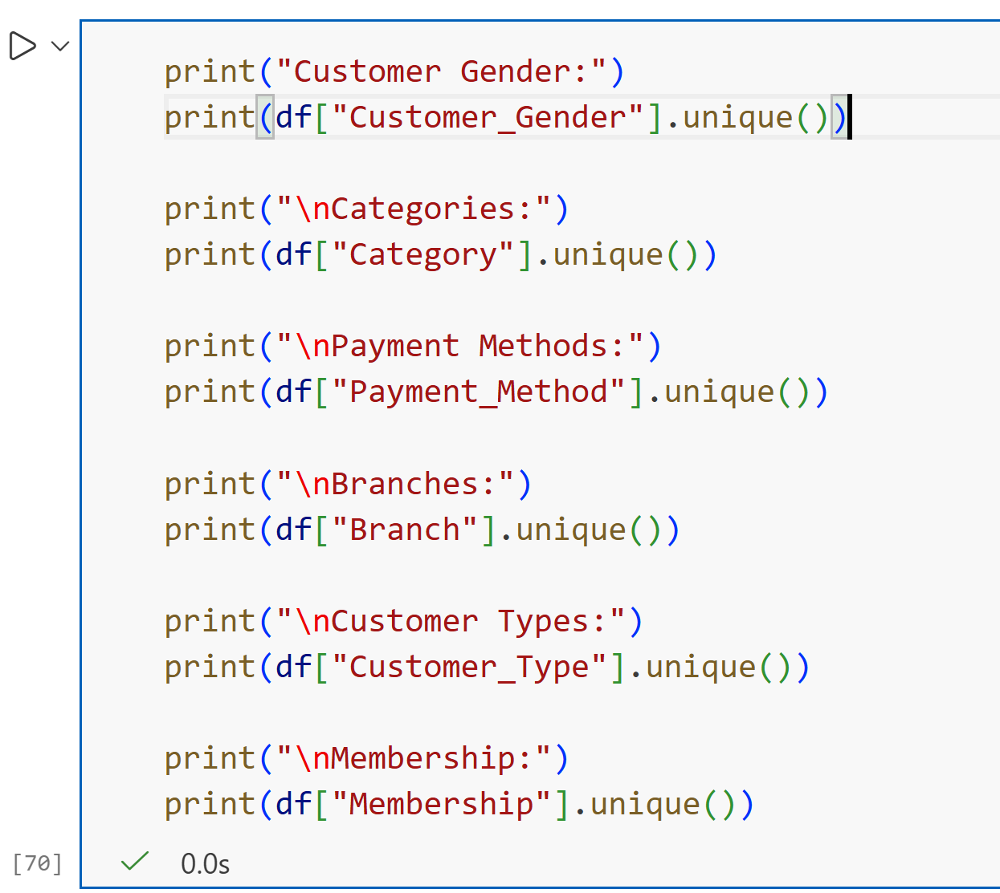 print("Customer Gender:")
print(df["Customer_Gender"].unique())
print("\nCategories:")
print(df["Category"].unique())
print("\nPayment Methods:")
print(df["Payment_Method"].unique())
print("\nBranches:")
print(df["Branch"].unique())
print("\nCustomer Types:")
print(df["Customer_Type"].unique())
print("\nMembership:")
print(df["Membership"].unique())
[70] 0.0s